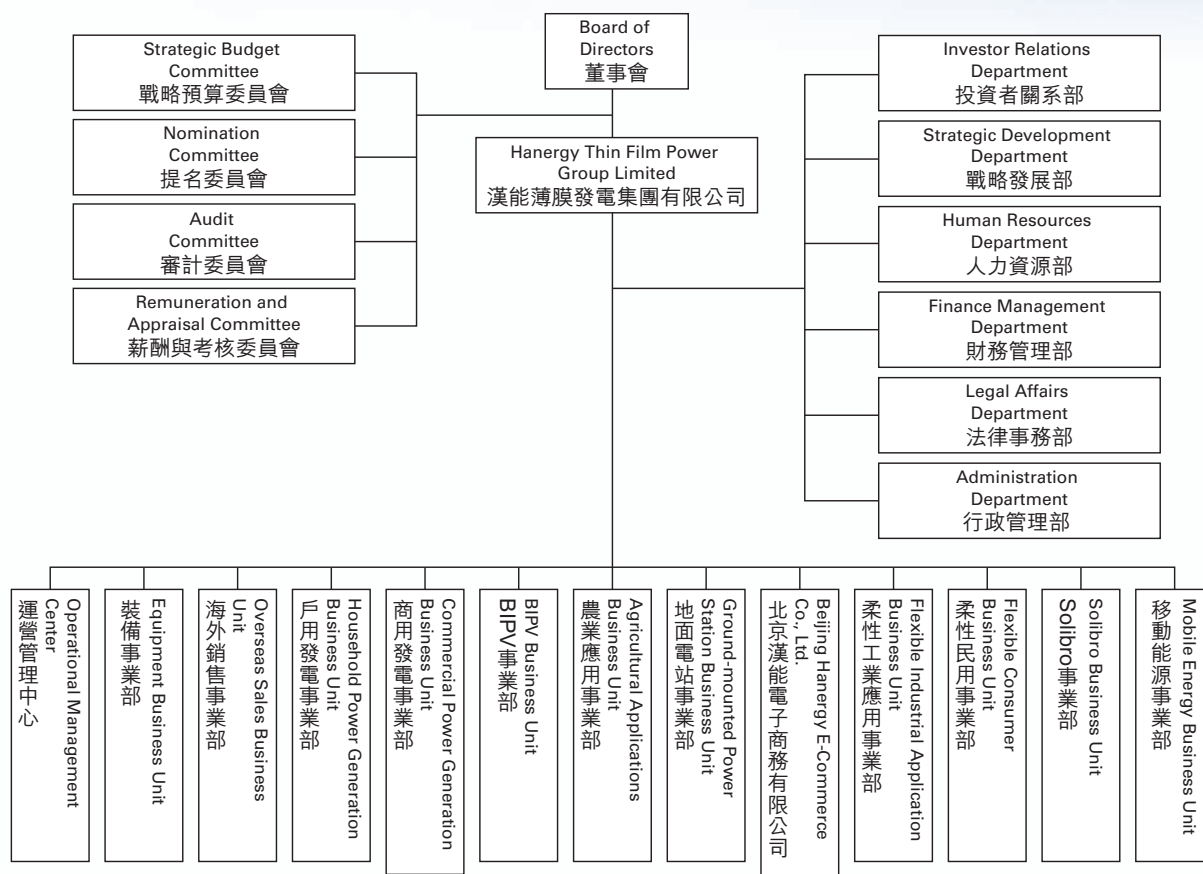 Board of
Directors
董事會
Strategic Budget
Committee
戰略預算委員會
Nomination
Committee
提名委員會
Audit
Committee
審計委員會
Remuneration and
Appraisal Committee
薪酬與考核委員會
Hanergy Thin Film Power
Group Limited
漢能薄膜發電集團有限公司
Investor Relations
Department
投資者關系部
Strategic Development
Department
戰略發展部
Human Resources
Department
人力資源部
Finance Management
Department
財務管理部
Legal Affairs
Department
法律事務部
Administration
Department
行政管理部
Operational Management
Center
運營管理中心
Equipment Business Unit
裝備事業部
Overseas Sales Business
Unit
海外銷售事業部
Household Power Generation
Business Unit
戶用發電事業部
Commercial Power Generation
Business Unit
商用發電事業部
BIPV Business Unit
BIPV事業部
Agricultural Applications
Business Unit
農業應用事業部
Ground-mounted Power
Station Business Unit
地面電站事業部
Beijing Hanergy E-Commerce
Co., Ltd.
北京漢能電子商務有限公司
Flexible Industrial Application
Business Unit
柔性工業應用事業部
Flexible Consumer
Business Unit
柔性民用事業部
Solibro Business Unit
Solibro事業部
Mobile Energy Business Unit
移動能源事業部